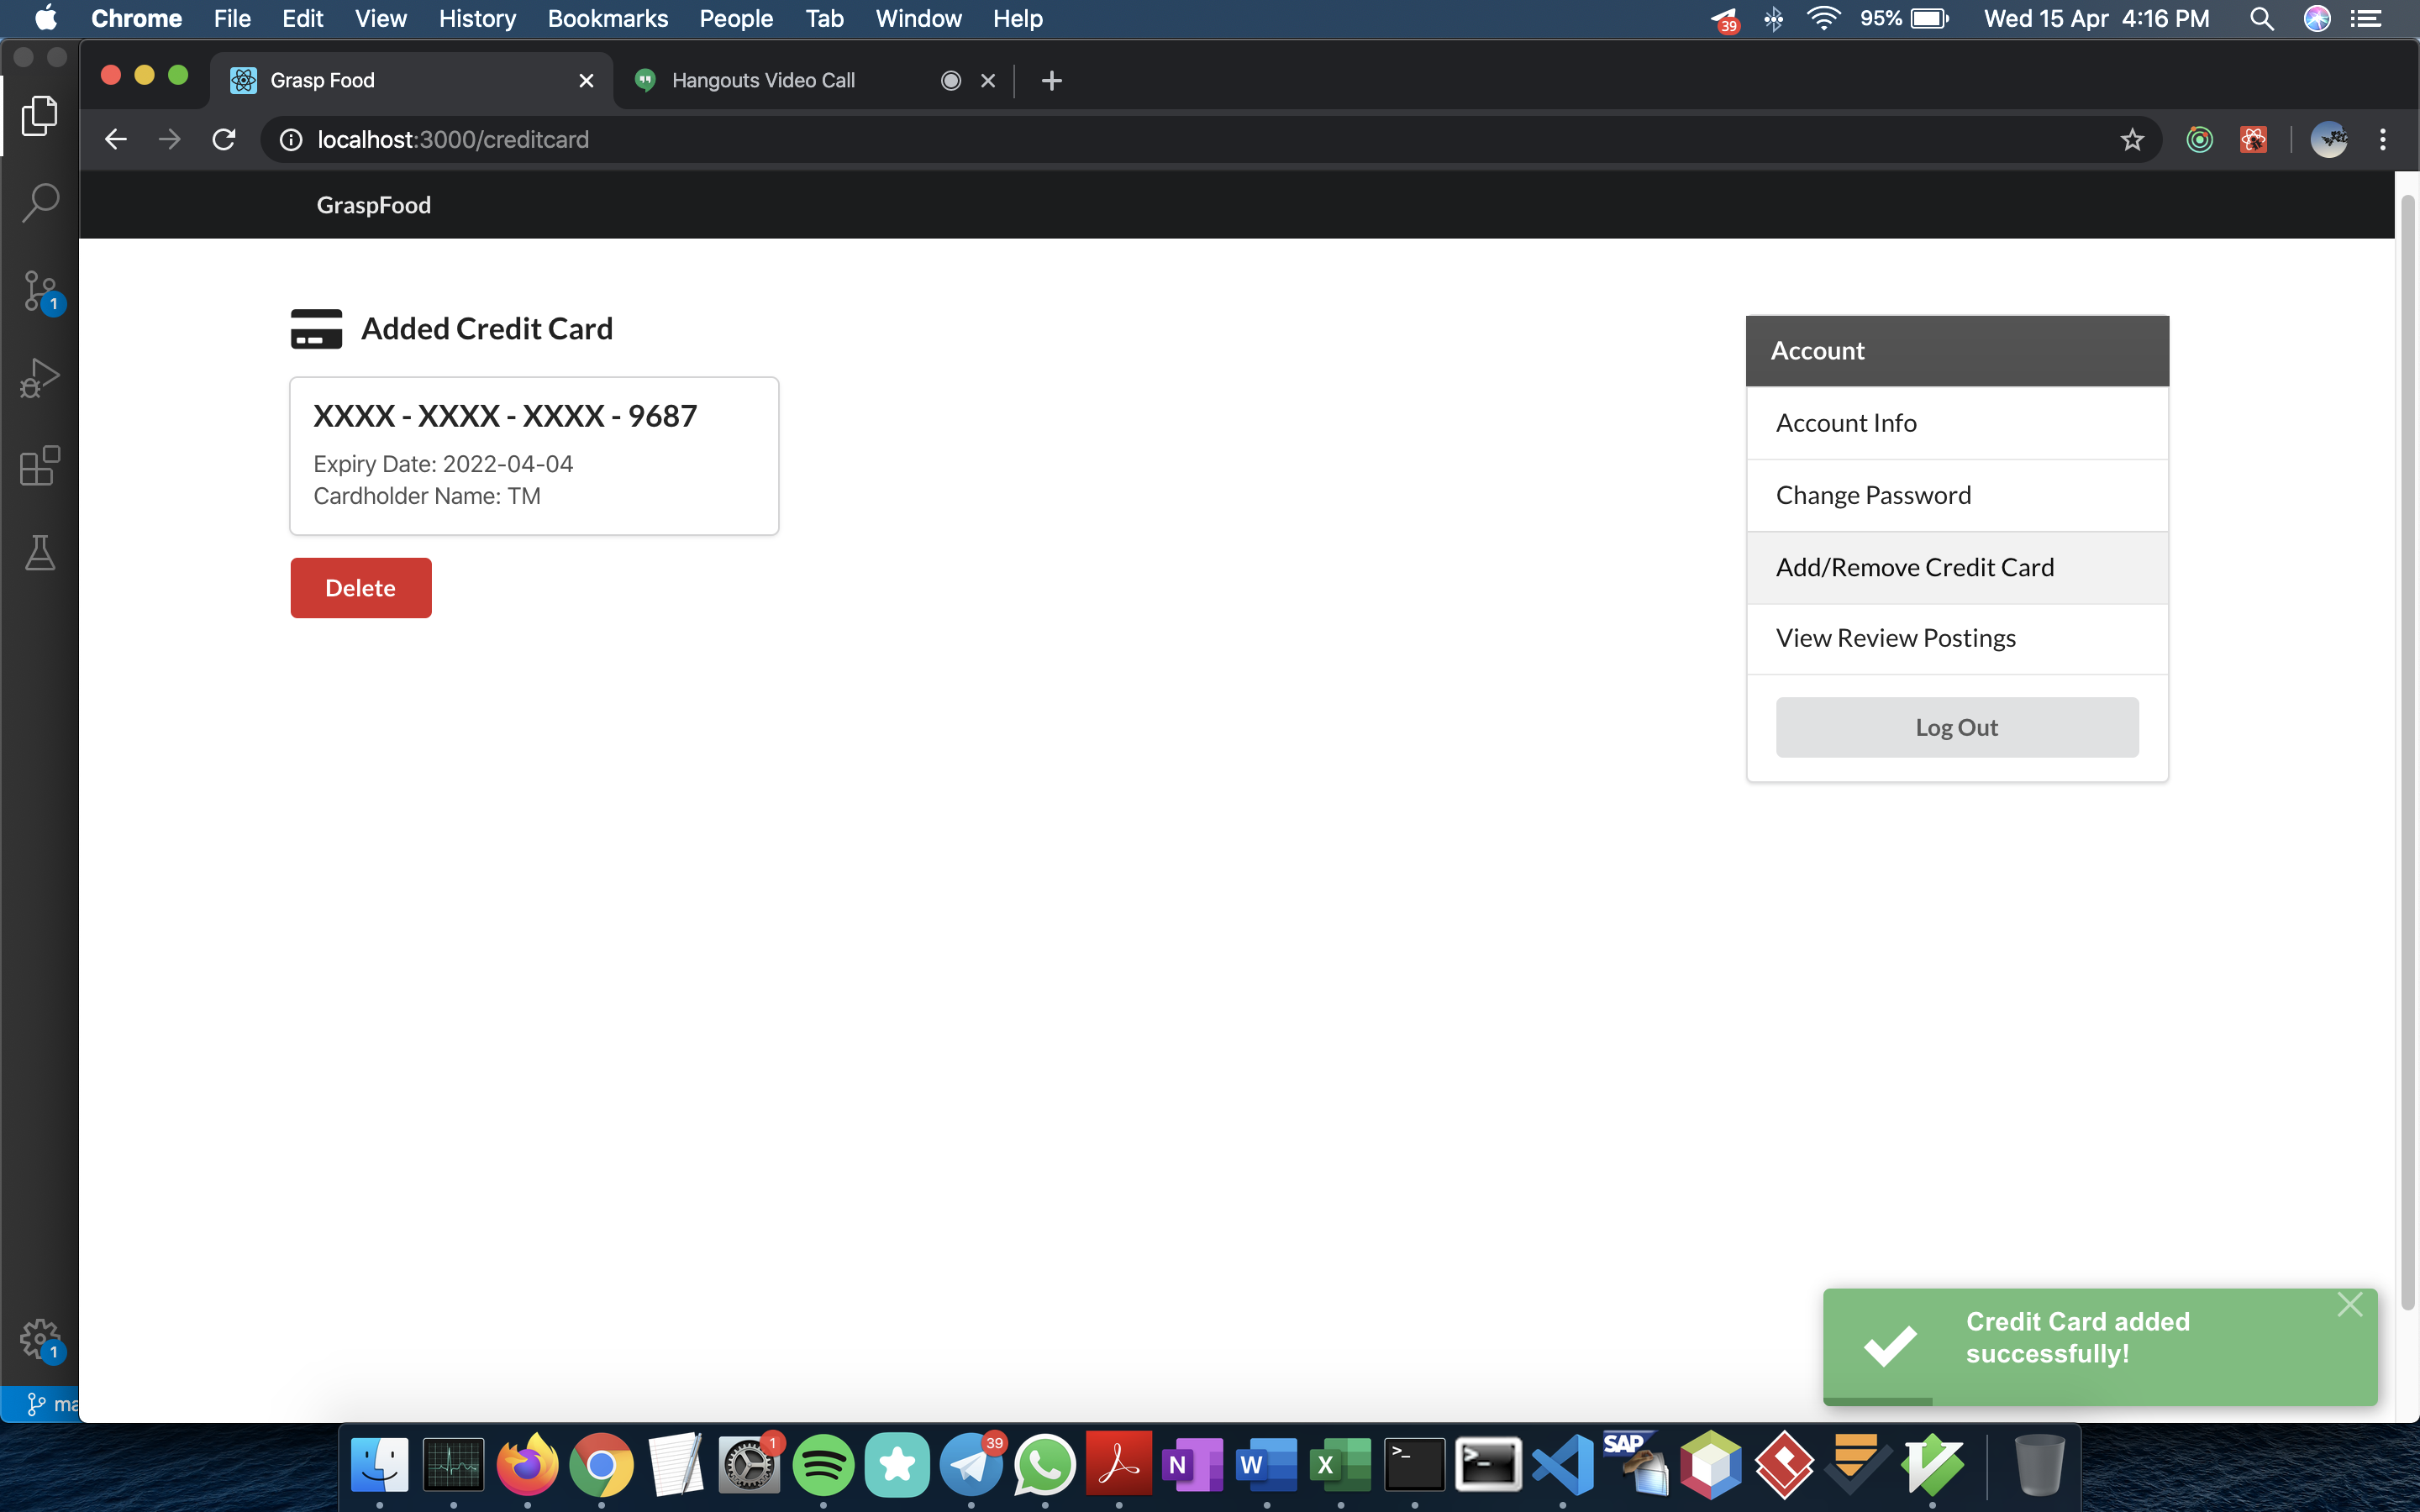 Chrome File Edit View History Bookmarks People Tab Window Help 39 95% Wed 15 Apr 4:16 PM
Grasp Food Hangouts Video Call
localhost:3000/creditcard
GraspFood
1
Added Credit Card
XXXX - XXXX - XXXX - 9687
Expiry Date: 2022-04-04
Cardholder Name: TM
Delete
Account
Account Info
Change Password
Add/Remove Credit Card
View Review Postings
Log Out
Credit Card added
successfully!
1
ma
1 39 N W X >_ >_ SAP V